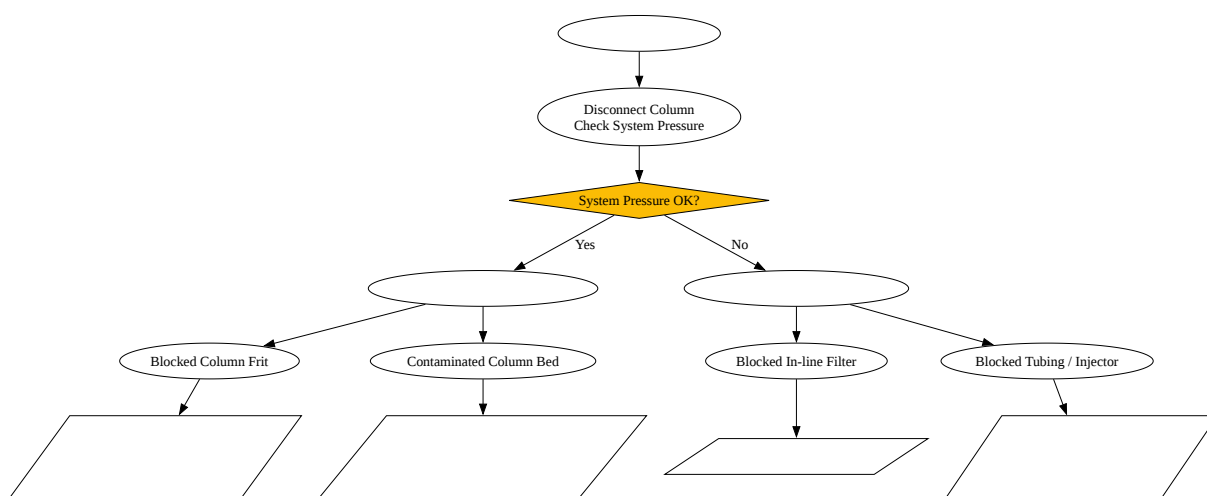 Disconnect Column
Check System Pressure
System Pressure OK?
Yes
No
Blocked Column Frit
Contaminated Column Bed
Blocked In-line Filter
Blocked Tubing / Injector